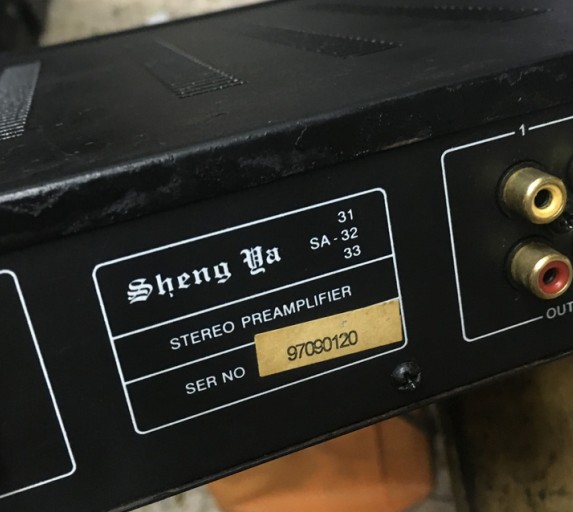 Sheng Ya
31
SA - 32
33
STEREO PREAMPLIFIER
SER NO 97090120
1
OUT